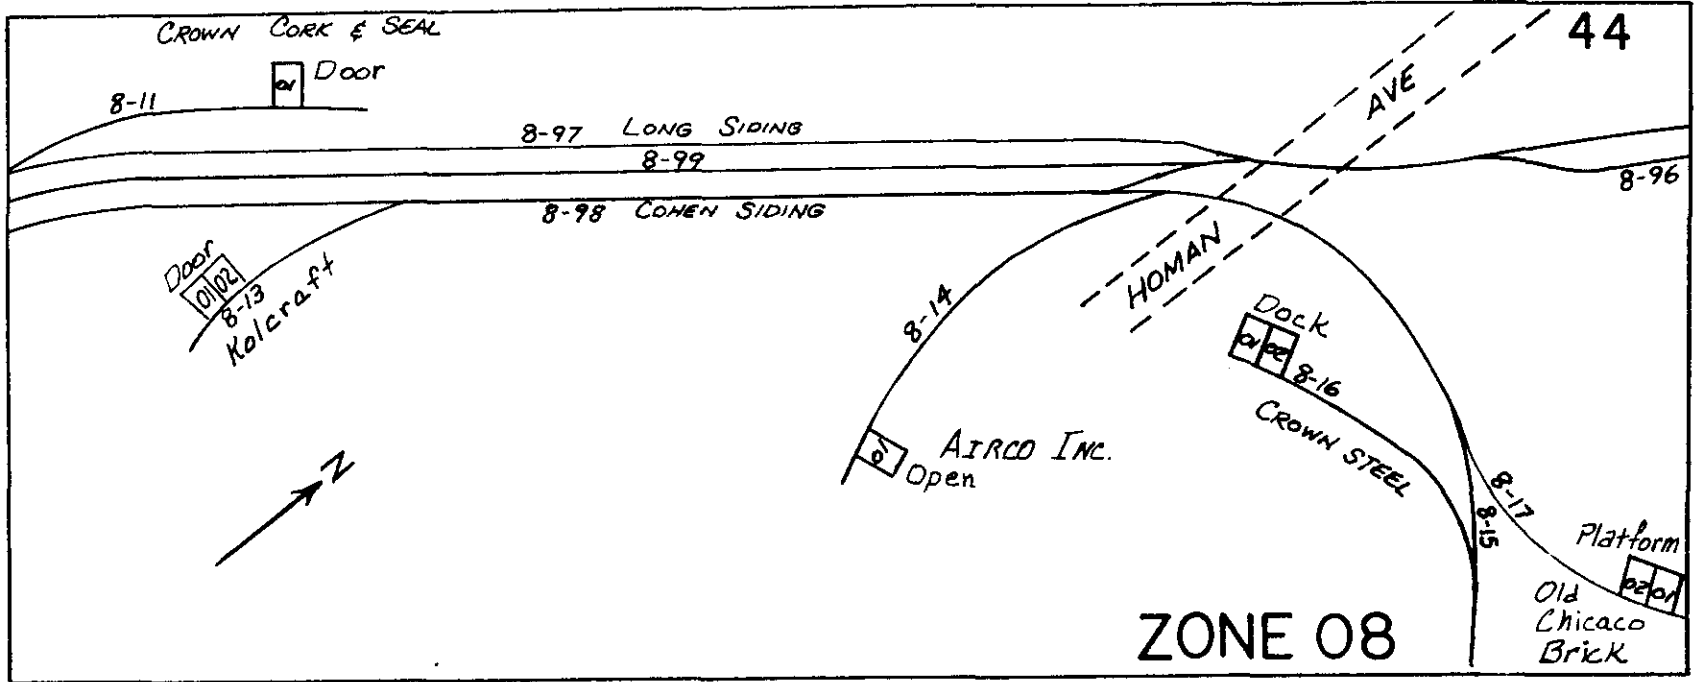 CROWN CORK & SEAL
44
01 Door
8-11
AVE
8-97 LONG SIDING
8-99
8-96
8-98 COHEN SIDING
HOMAN
Door
01 02
8-13
Kolcraft
8-14
Dock
01 02
8-16
CROWN STEEL
01
AIRCO INC.
Open
8-17
8-15
Platform
02 01
Old
Chicaco
Brick
N
ZONE 08